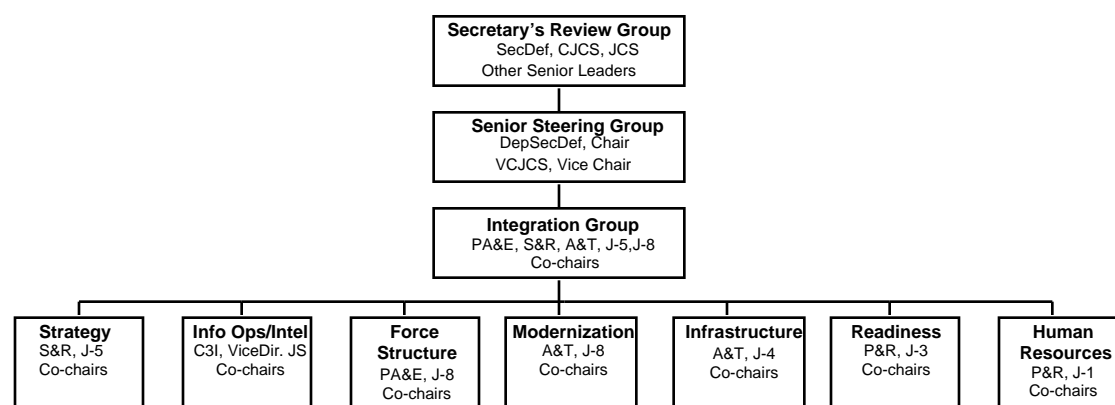 Secretary's Review Group
SecDef, CJCS, JCS
Other Senior Leaders
Senior Steering Group
DepSecDef, Chair
VCJCS, Vice Chair
Integration Group
PA&E, S&R, A&T, J-5,J-8
Co-chairs
Strategy
S&R, J-5
Co-chairs
Info Ops/Intel
C3I, ViceDir. JS
Co-chairs
Force
Structure
PA&E, J-8
Co-chairs
Modernization
A&T, J-8
Co-chairs
Infrastructure
A&T, J-4
Co-chairs
Readiness
P&R, J-3
Co-chairs
Human
Resources
P&R, J-1
Co-chairs